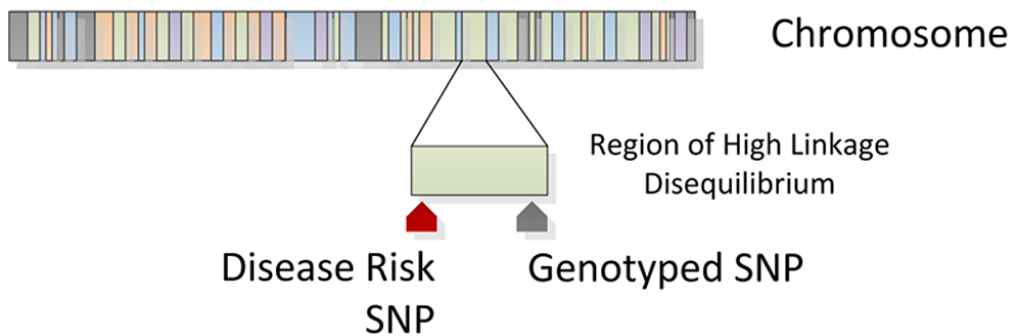 Chromosome
Region of High Linkage
Disequilibrium
Disease Risk
SNP
Genotyped SNP